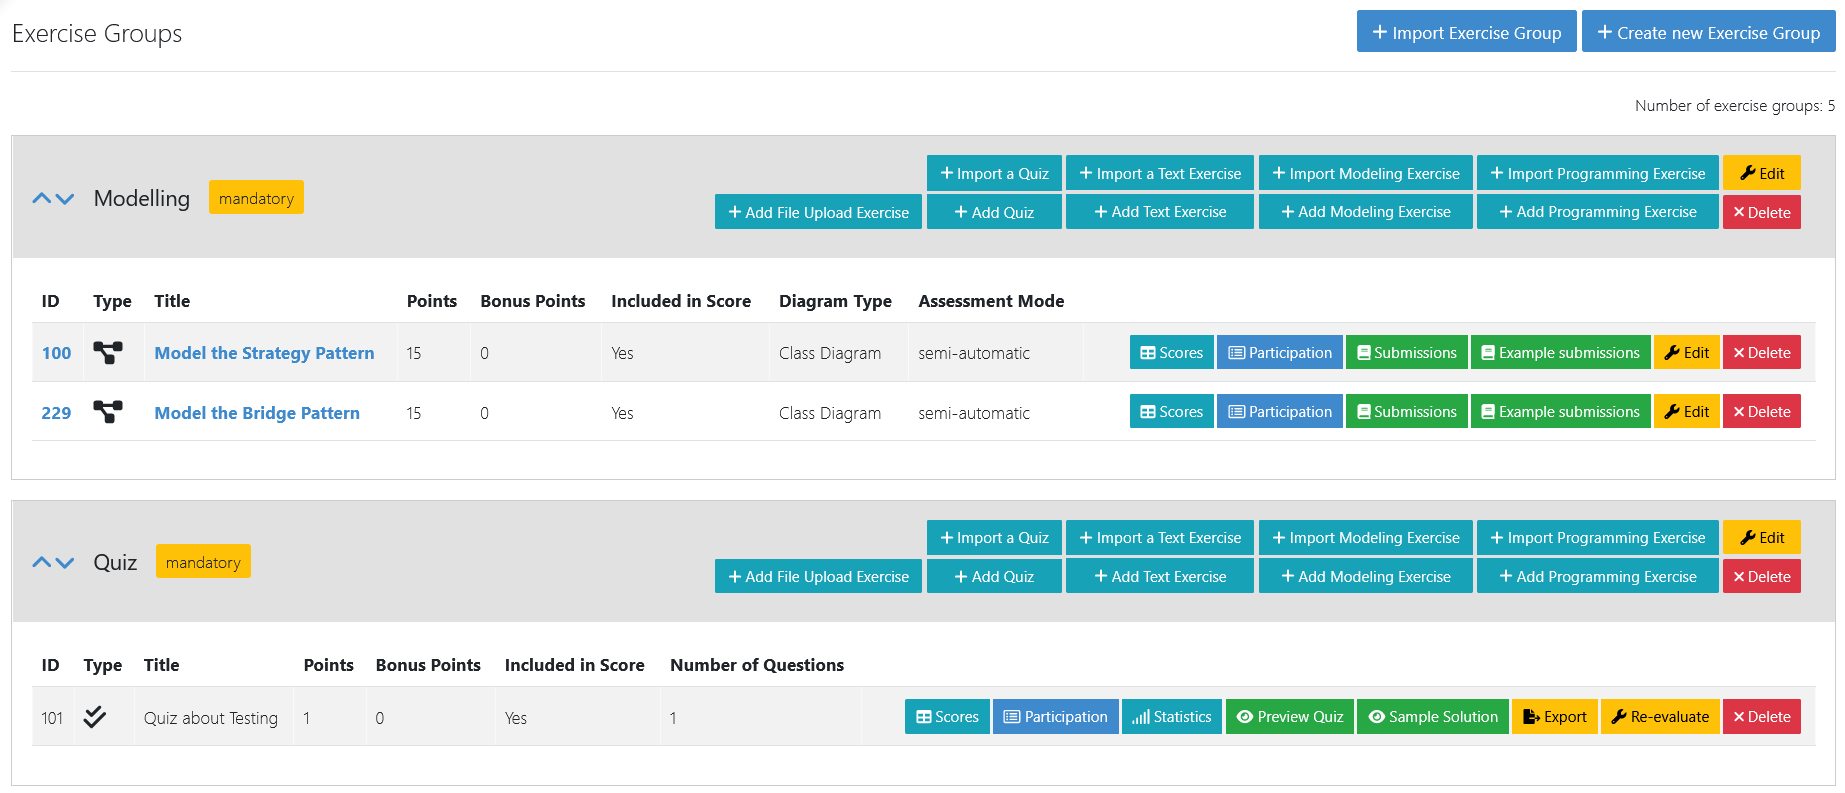 Exercise Groups
+ Import Exercise Group
+ Create new Exercise Group
Number of exercise groups: 5
Modelling
mandatory
+ Import a Quiz
+ Import a Text Exercise
+ Import Modeling Exercise
+ Import Programming Exercise
Edit
+ Add File Upload Exercise
+ Add Quiz
+ Add Text Exercise
+ Add Modeling Exercise
+ Add Programming Exercise
× Delete
ID Type Title Points Bonus Points Included in Score Diagram Type Assessment Mode
100 Model the Strategy Pattern 15 0 Yes Class Diagram semi-automatic Scores Participation Submissions Example submissions Edit × Delete
229 Model the Bridge Pattern 15 0 Yes Class Diagram semi-automatic Scores Participation Submissions Example submissions Edit × Delete
Quiz
mandatory
+ Import a Quiz
+ Import a Text Exercise
+ Import Modeling Exercise
+ Import Programming Exercise
Edit
+ Add File Upload Exercise
+ Add Quiz
+ Add Text Exercise
+ Add Modeling Exercise
+ Add Programming Exercise
× Delete
ID Type Title Points Bonus Points Included in Score Number of Questions
101 Quiz about Testing 1 0 Yes 1 Scores Participation Statistics Preview Quiz Sample Solution Export Re-evaluate × Delete